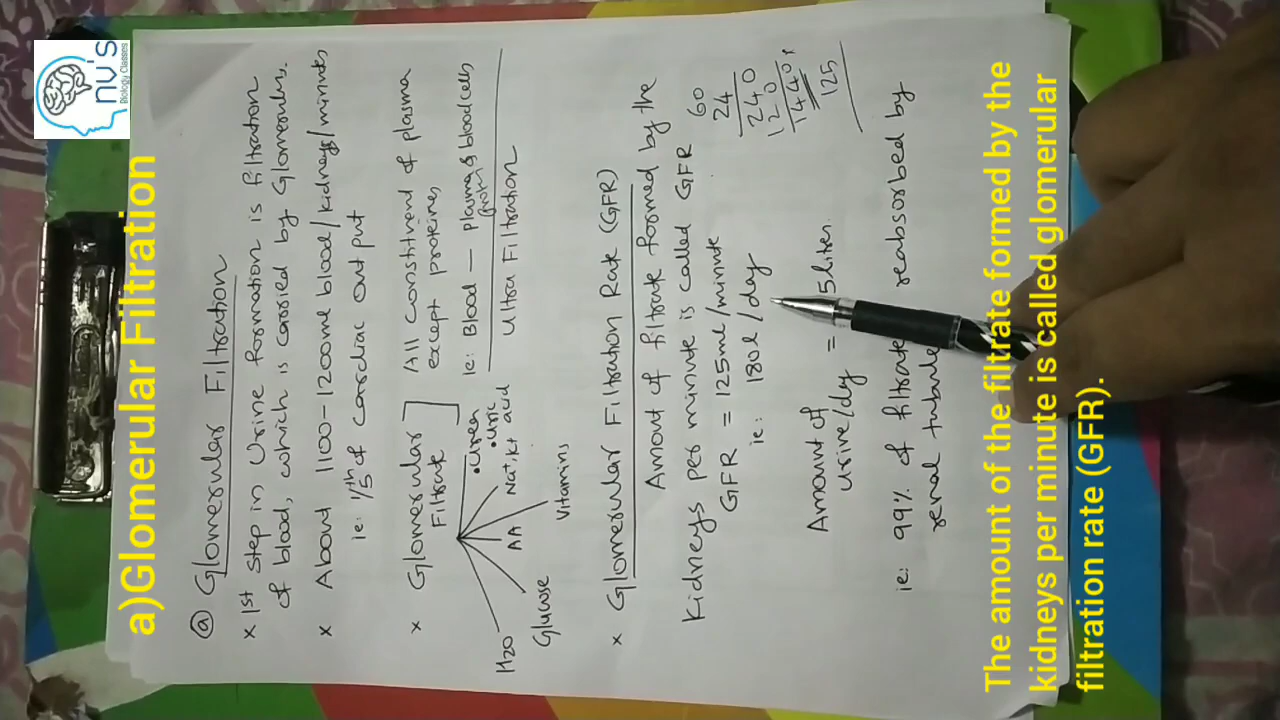 nv's
Biology Classes
a)Glomerular Filtration
ⓐ Glomerular Filtration
x 1st step in Urine formation is filtration
of blood, which is carried by Glomerulus.
x About 1100-1200ml blood/kidneys/minutes
ie: 1/5th of cardiac out put
x Glomerular Filtrate
H2O
Glucose
AA
Vitamins
Na+, K+
•uric acid
•Urea
All constituent of plasma
except proteins
ie: Blood — plasma proteins & blood cells
Ultra Filtration
x Glomerular Filtration Rate (GFR)
Amount of filtrate formed by the
Kidneys per minute is called GFR
GFR = 125ml/minute
ie: 180l/day
60
24
240
120
1440 x
125
Amount of
urine/day = 5liter
ie: 99% of filtrate reabsorbed by
renal tubule
The amount of the filtrate formed by the
kidneys per minute is called glomerular
filtration rate (GFR).